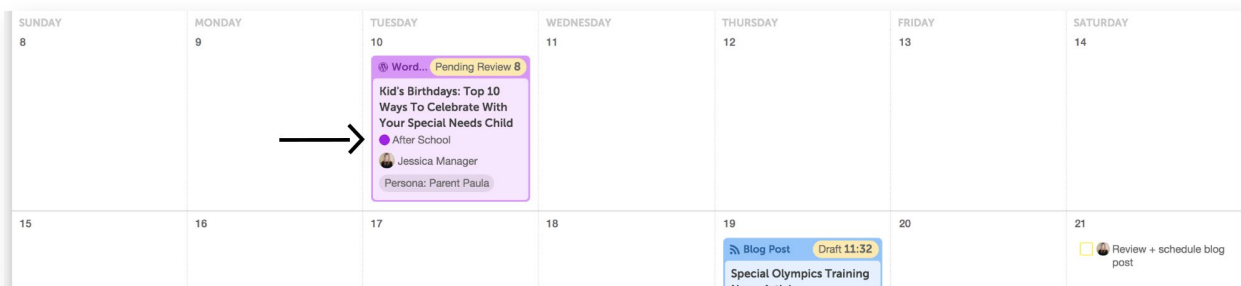 SUNDAY MONDAY TUESDAY WEDNESDAY THURSDAY FRIDAY SATURDAY
8 9 10 11 12 13 14
Word... Pending Review 8
Kid's Birthdays: Top 10
Ways To Celebrate With
Your Special Needs Child
After School
Jessica Manager
Persona: Parent Paula
15 16 17 18 19 20 21
Blog Post Draft 11:32
Special Olympics Training
Review + schedule blog
post